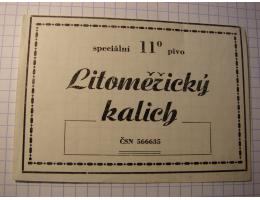 speciální 11° pivo
Litoměřický
kalich
ČSN 566635